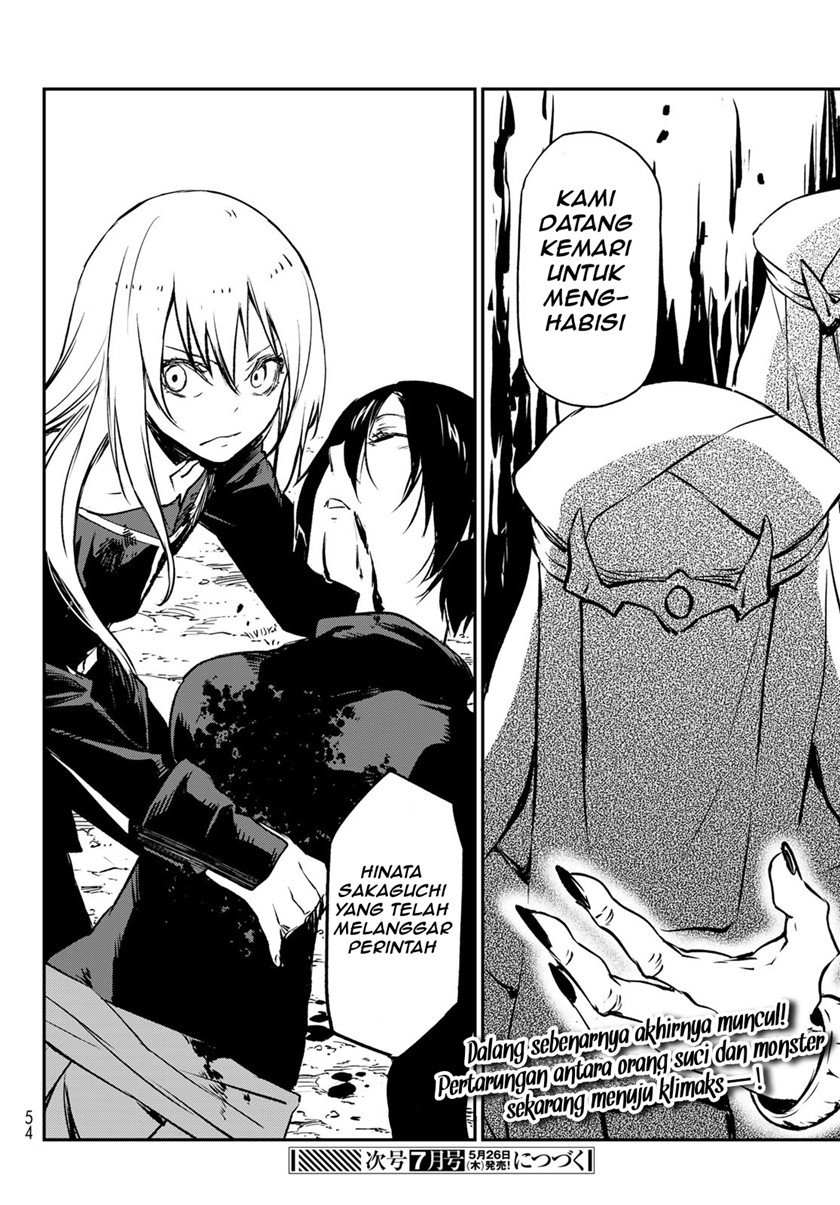 KAMI
DATANG
KEMARI
UNTUK
MENG-
HABISI
HINATA
SAKAGUCHI
YANG TELAH
MELANGGAR
PERINTAH
Dalang sebenarnya akhirnya muncul!
Pertarungan antara orang suci dan monster
sekarang menuju klimaks—!
54
次号7月号5月26日(木)発売!につづく